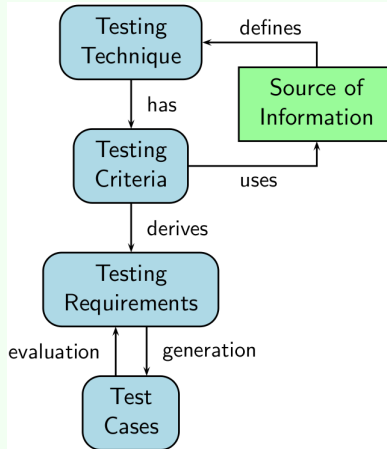 Testing
Technique
defines
Source of
Information
has
Testing
Criteria
uses
derives
Testing
Requirements
evaluation
generation
Test
Cases